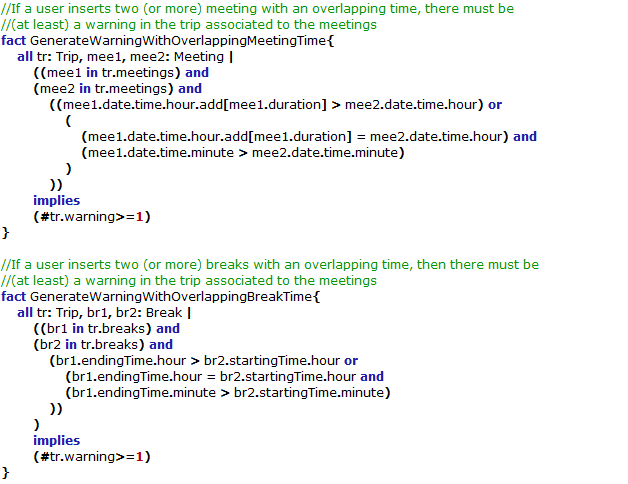 //If a user inserts two (or more) meeting with an overlapping time, there must be
//(at least) a warning in the trip associated to the meetings
fact GenerateWarningWithOverlappingMeetingTime{
all tr: Trip, mee1, mee2: Meeting |
((mee1 in tr.meetings) and
(mee2 in tr.meetings) and
((mee1.date.time.hour.add[mee1.duration] > mee2.date.time.hour) or
(
(mee1.date.time.hour.add[mee1.duration] = mee2.date.time.hour) and
(mee1.date.time.minute > mee2.date.time.minute)
)
))
implies
(#tr.warning>=1)
}
//If a user inserts two (or more) breaks with an overlapping time, then there must be
//(at least) a warning in the trip associated to the meetings
fact GenerateWarningWithOverlappingBreakTime{
all tr: Trip, br1, br2: Break |
((br1 in tr.breaks) and
(br2 in tr.breaks) and
(br1.endingTime.hour > br2.startingTime.hour or
(br1.endingTime.hour = br2.startingTime.hour and
(br1.endingTime.minute > br2.startingTime.minute)
))
)
implies
(#tr.warning>=1)
}